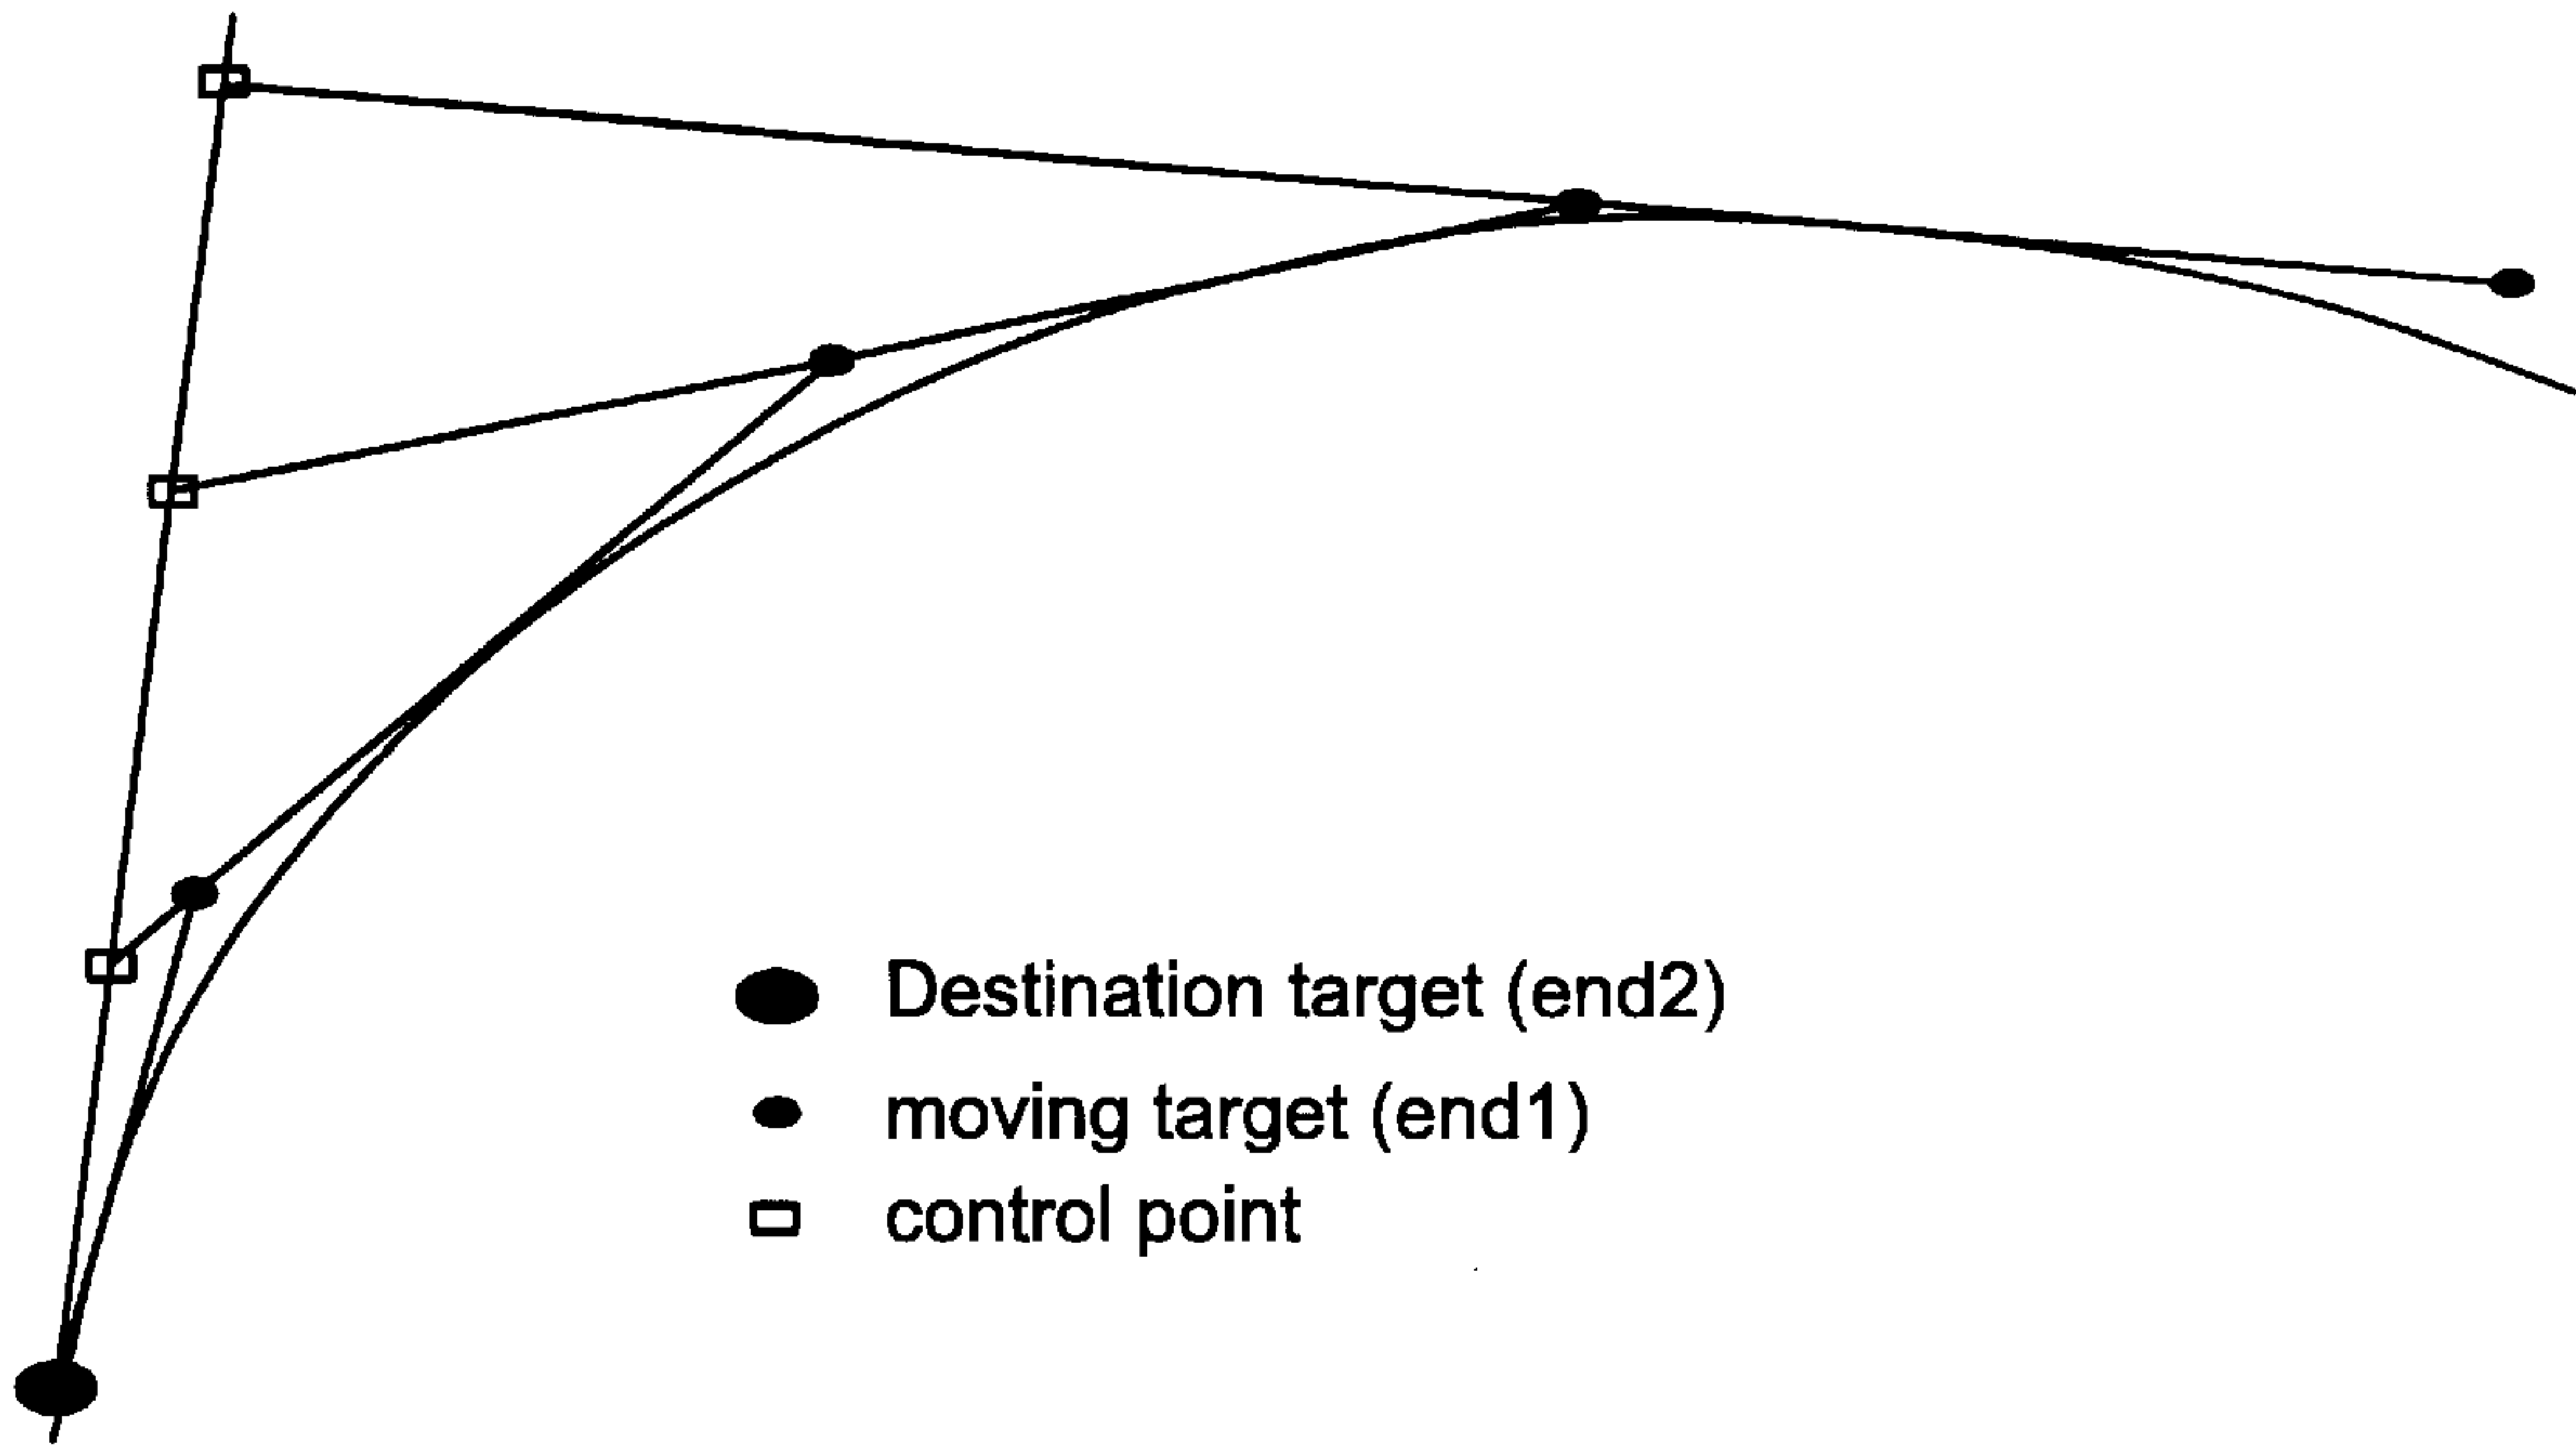 Destination target (end2)
moving target (end1)
control point